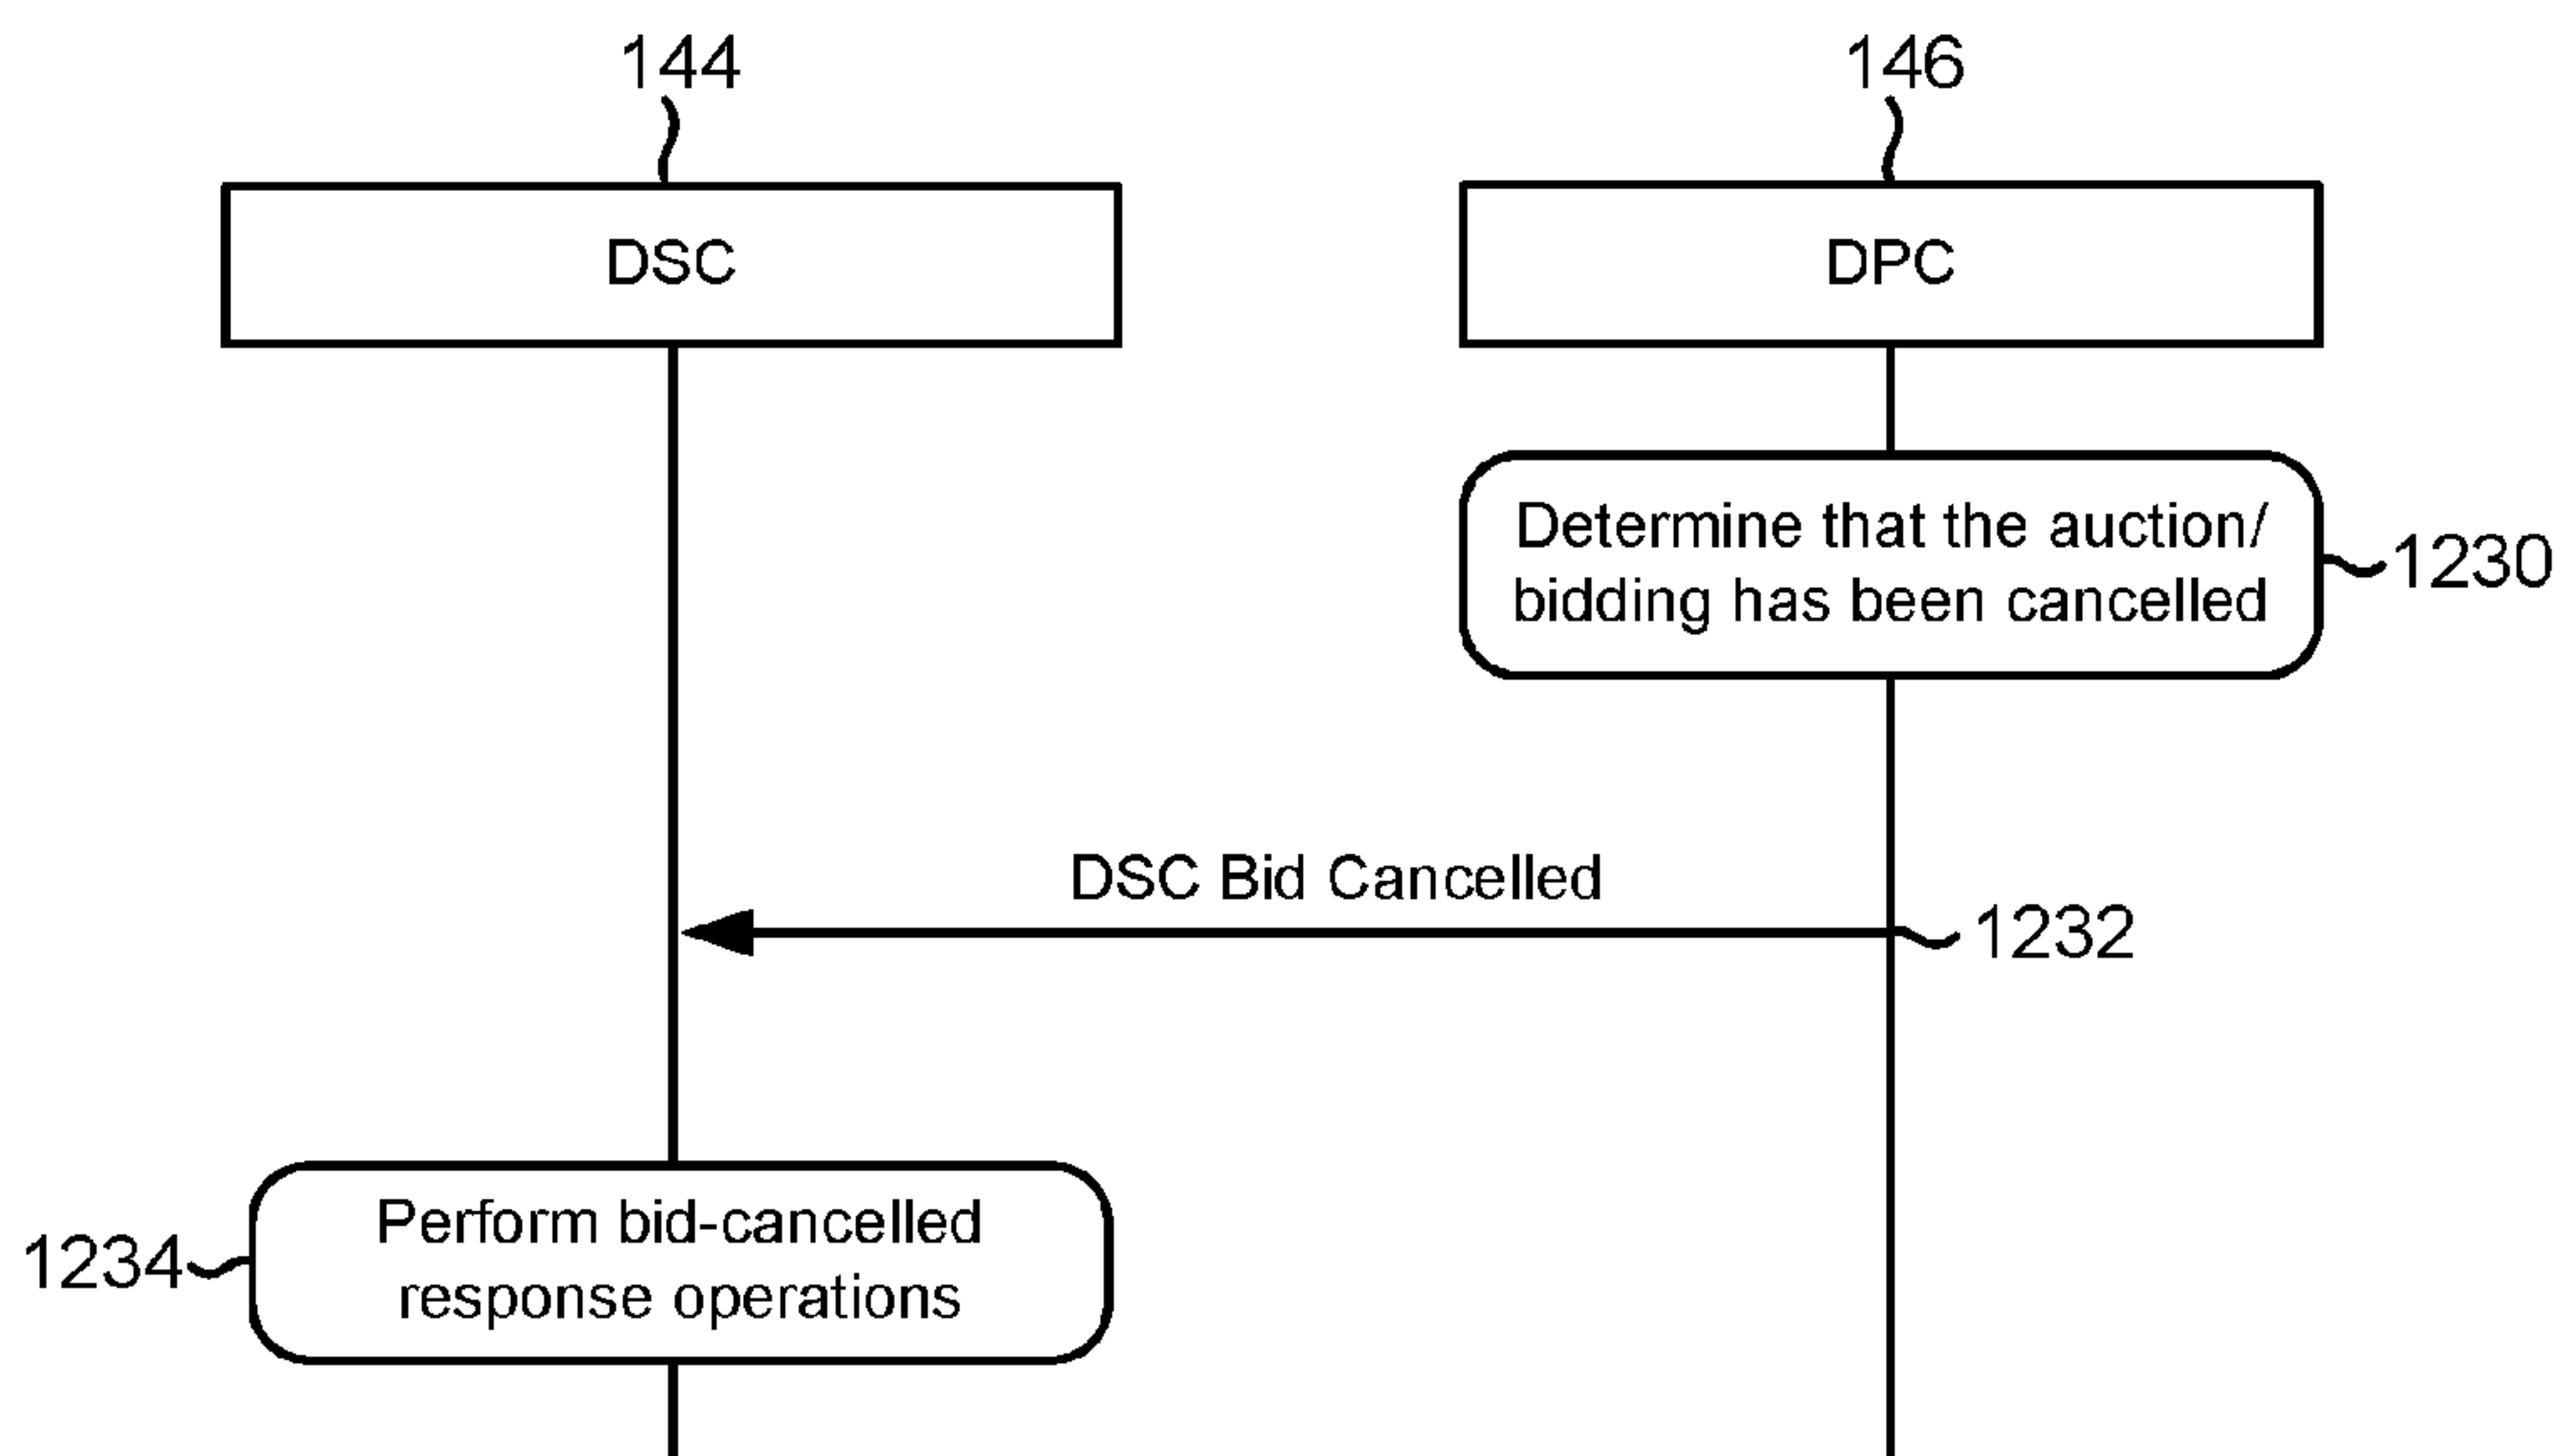 144
146
DSC
DPC
Determine that the auction/
bidding has been cancelled
1230
DSC Bid Cancelled
1232
Perform bid-cancelled
response operations
1234